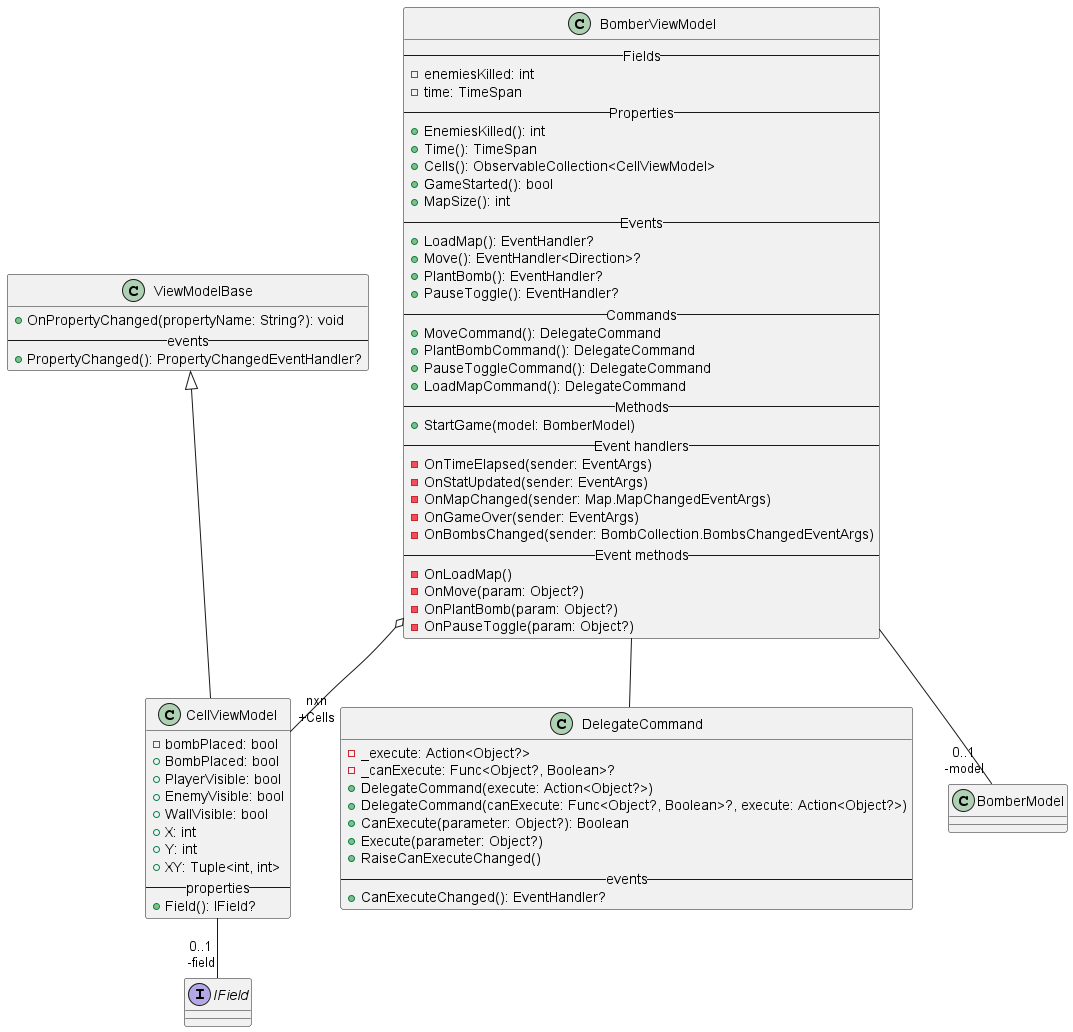 C BomberViewModel
Fields
enemiesKilled: int
time: TimeSpan
Properties
EnemiesKilled(): int
Time(): TimeSpan
Cells(): ObservableCollection<CellViewModel>
GameStarted(): bool
MapSize(): int
Events
LoadMap(): EventHandler?
Move(): EventHandler<Direction>?
PlantBomb(): EventHandler?
PauseToggle(): EventHandler?
Commands
MoveCommand(): DelegateCommand
PlantBombCommand(): DelegateCommand
PauseToggleCommand(): DelegateCommand
LoadMapCommand(): DelegateCommand
Methods
StartGame(model: BomberModel)
Event handlers
OnTimeElapsed(sender: EventArgs)
OnStatUpdated(sender: EventArgs)
OnMapChanged(sender: Map.MapChangedEventArgs)
OnGameOver(sender: EventArgs)
OnBombsChanged(sender: BombCollection.BombsChangedEventArgs)
Event methods
OnLoadMap()
OnMove(param: Object?)
OnPlantBomb(param: Object?)
OnPauseToggle(param: Object?)
C ViewModelBase
OnPropertyChanged(propertyName: String?): void
events
PropertyChanged(): PropertyChangedEventHandler?
nxn
+Cells
0..1
-model
C CellViewModel
bombPlaced: bool
BombPlaced: bool
PlayerVisible: bool
EnemyVisible: bool
WallVisible: bool
X: int
Y: int
XY: Tuple<int, int>
properties
Field(): IField?
C DelegateCommand
_execute: Action<Object?>
_canExecute: Func<Object?, Boolean>?
DelegateCommand(execute: Action<Object?>)
DelegateCommand(canExecute: Func<Object?, Boolean>?, execute: Action<Object?>)
CanExecute(parameter: Object?): Boolean
Execute(parameter: Object?)
RaiseCanExecuteChanged()
events
CanExecuteChanged(): EventHandler?
C BomberModel
0..1
-field
I IField